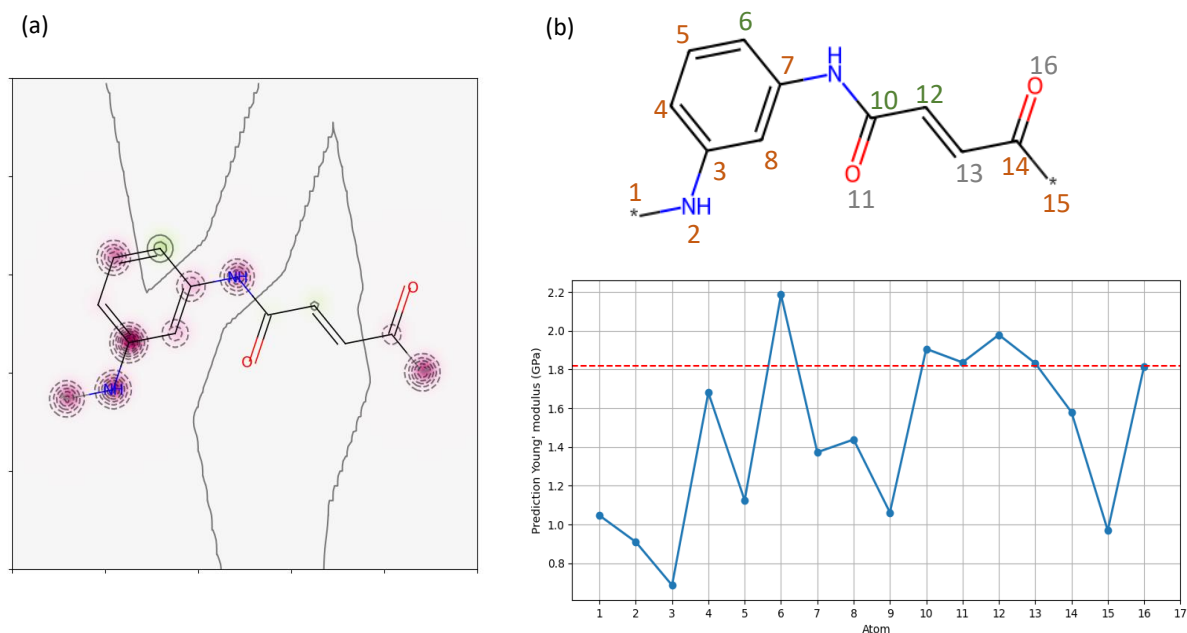 (a)
NH
O
O
NH
(b)
6
5
H
N
7
16
O
10
12
4
8
O
14
3
13
1
11
*
*
15
NH
2
Prediction Young' modulus (GPa)
2.2
2.0
1.8
1.6
1.4
1.2
1.0
0.8
1 2 3 4 5 6 7 8 9 10 11 12 13 14 15 16 17
Atom